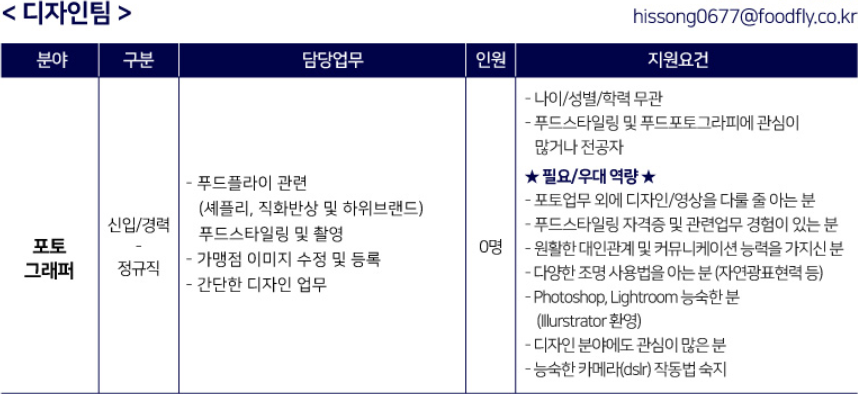 < 디자인팀 >
hissong0677@foodfly.co.kr
분야 구분 담당업무 인원 지원요건
포토
그래퍼
신입/경력
-
정규직
- 푸드플라이 관련
(셰플리, 직화반상 및 하위브랜드)
푸드스타일링 및 촬영
- 가맹점 이미지 수정 및 등록
- 간단한 디자인 업무
0명
- 나이/성별/학력 무관
- 푸드스타일링 및 푸드포토그라피에 관심이
많거나 전공자
★ 필요/우대 역량 ★
- 포토업무 외에 디자인/영상을 다룰 줄 아는 분
- 푸드스타일링 자격증 및 관련업무 경험이 있는 분
- 원활한 대인관계 및 커뮤니케이션 능력을 가지신 분
- 다양한 조명 사용법을 아는 분 (자연광표현력 등)
- Photoshop, Lightroom 능숙한 분
(Illurstrator 환영)
- 디자인 분야에도 관심이 많은 분
- 능숙한 카메라(dslr) 작동법 숙지